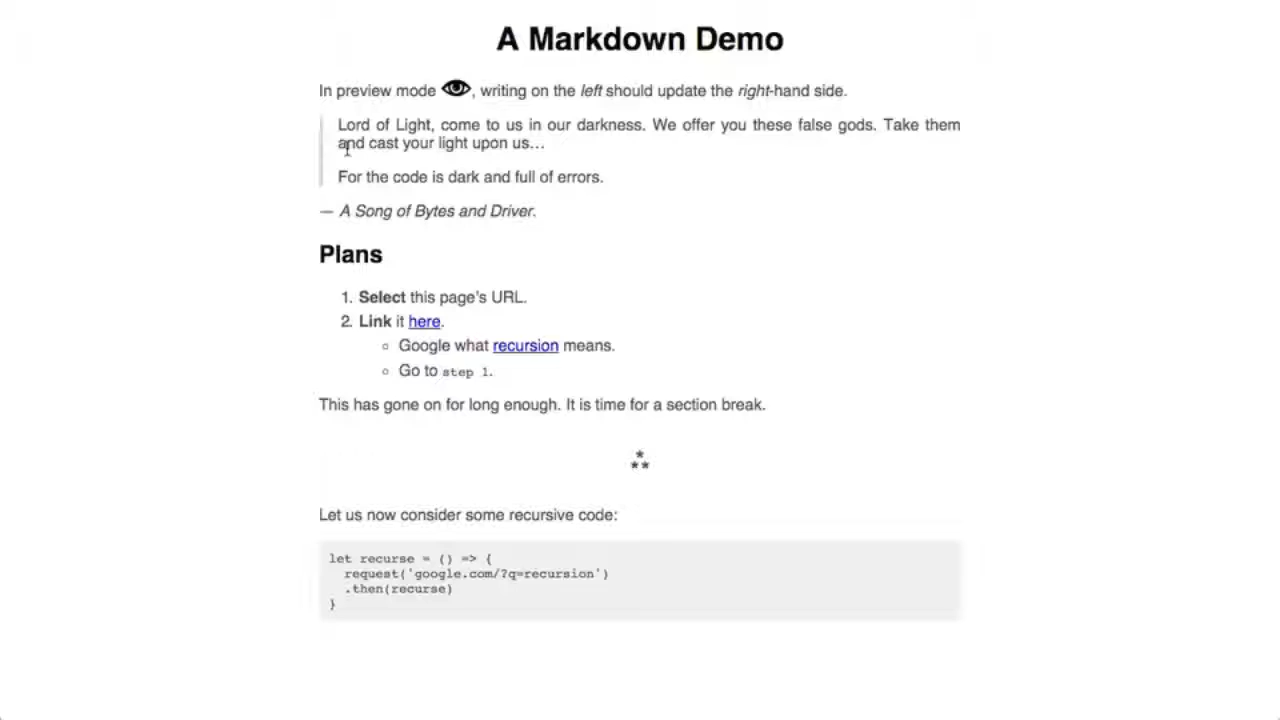 A Markdown Demo
In preview mode , writing on the left should update the right-hand side.
Lord of Light, come to us in our darkness. We offer you these false gods. Take them
and cast your light upon us…
For the code is dark and full of errors.
— A Song of Bytes and Driver.
Plans
1. Select this page's URL.
2. Link it here.
○ Google what recursion means.
○ Go to step 1.
This has gone on for long enough. It is time for a section break.
*
**
Let us now consider some recursive code:
let recurse = () => {
  request('google.com/?q=recursion')
  .then(recurse)
}